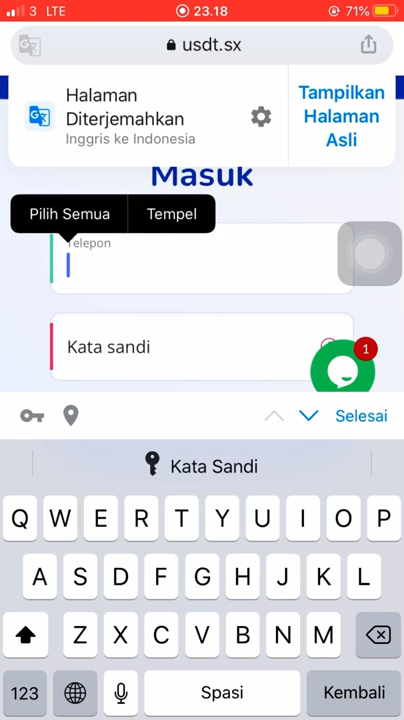 3 LTE 23.18 71%
usdt.sx
Halaman
Diterjemahkan
Inggris ke Indonesia
Tampilkan
Halaman
Asli
Masuk
Pilih Semua Tempel
Telepon
Kata sandi
1
Selesai
Kata Sandi
Q W E R T Y U I O P
A S D F G H J K L
Z X C V B N M
123 Spasi Kembali